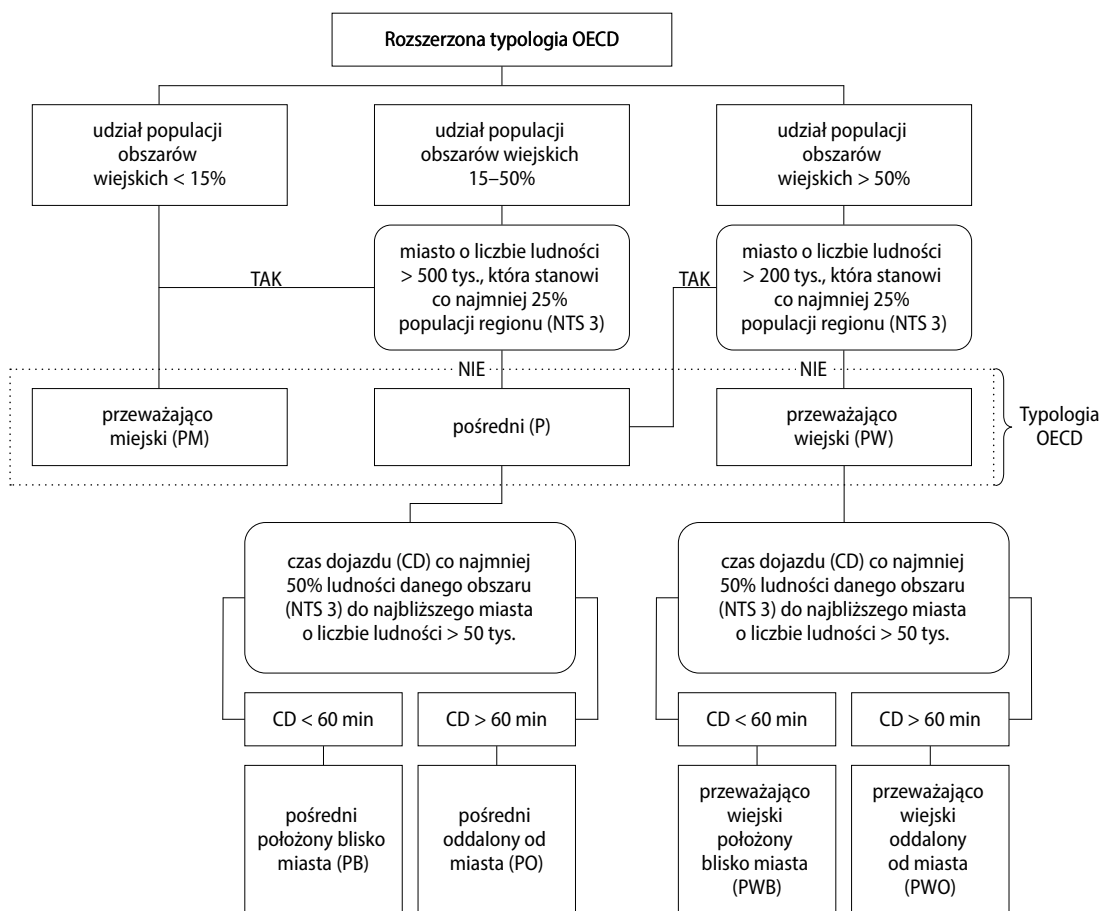 Rozszerzona typologia OECD
udział populacji
obszarów
wiejskich < 15%
udział populacji
obszarów wiejskich
15–50%
udział populacji
obszarów
wiejskich > 50%
miasto o liczbie ludności
> 500 tys., która stanowi
co najmniej 25%
populacji regionu (NTS 3)
miasto o liczbie ludności
> 200 tys., która stanowi
co najmniej 25%
populacji regionu (NTS 3)
TAK
TAK
NIE
NIE
przeważająco
miejski (PM)
pośredni (P)
przeważająco
wiejski (PW)
Typologia
OECD
czas dojazdu (CD) co najmniej
50% ludności danego obszaru
(NTS 3) do najbliższego miasta
o liczbie ludności > 50 tys.
czas dojazdu (CD) co najmniej
50% ludności danego obszaru
(NTS 3) do najbliższego miasta
o liczbie ludności > 50 tys.
CD < 60 min
CD > 60 min
CD < 60 min
CD > 60 min
pośredni
położony blisko
miasta (PB)
pośredni
oddalony od
miasta (PO)
przeważająco
wiejski
położony
blisko miasta
(PWB)
przeważająco
wiejski
oddalony
od miasta
(PWO)